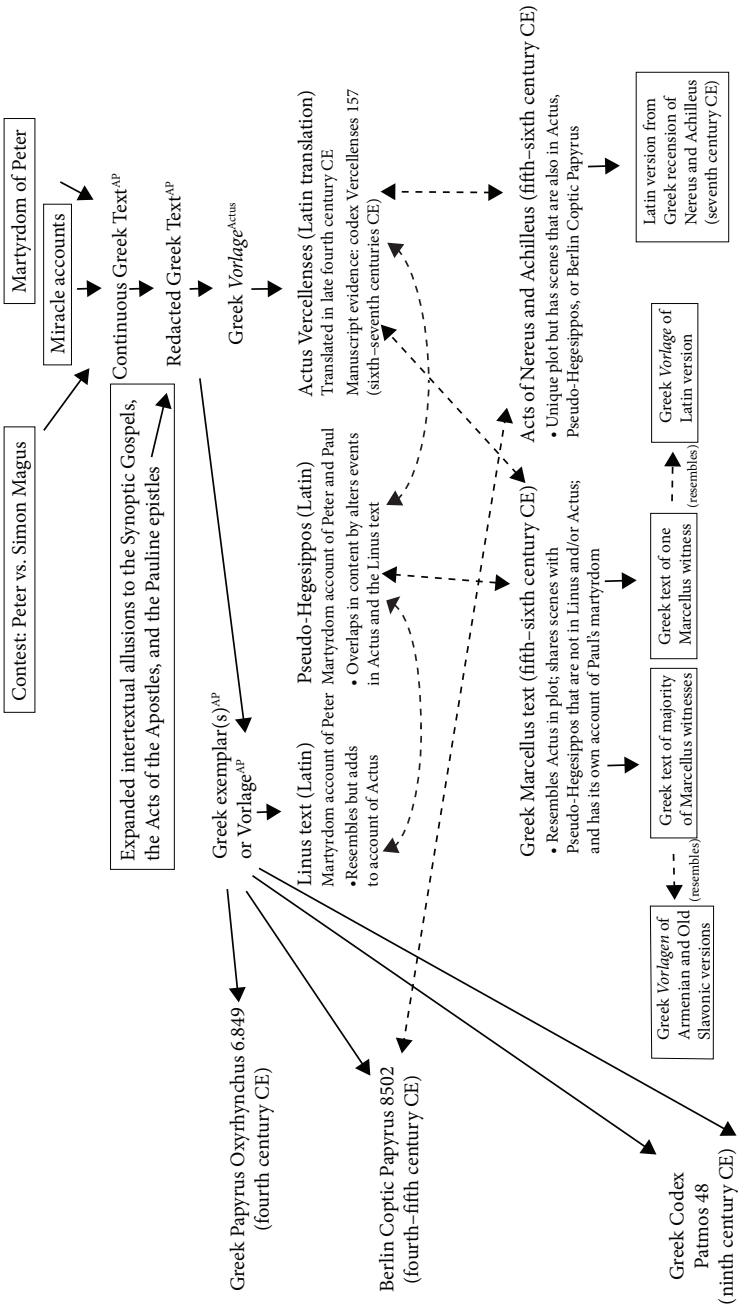 Contest: Peter vs. Simon Magus
Martyrdom of Peter
Miracle accounts
Continuous Greek Text^AP
Expanded intertextual allusions to the Synoptic Gospels,
the Acts of the Apostles, and the Pauline epistles
Redacted Greek Text^AP
Greek exemplar(s)^AP
or Vorlage^AP
Greek Vorlage^Actus
Greek Papyrus Oxyrhynchus 6.849
(fourth century CE)
Linus text (Latin)
Martyrdom account of Peter
•Resembles but adds
to account of Actus
Pseudo-Hegesippos (Latin)
Martyrdom account of Peter and Paul
• Overlaps in content by alters events
in Actus and the Linus text
Actus Vercellenses (Latin translation)
Translated in late fourth century CE
Manuscript evidence: codex Vercellenses 157
(sixth–seventh centuries CE)
Berlin Coptic Papyrus 8502
(fourth–fifth century CE)
Greek Marcellus text (fifth–sixth century CE)
• Resembles Actus in plot; shares scenes with
Pseudo-Hegesippos that are not in Linus and/or Actus;
and has its own account of Paul's martyrdom
Acts of Nereus and Achilleus (fifth–sixth century CE)
• Unique plot but has scenes that are also in Actus,
Pseudo-Hegesippos, or Berlin Coptic Papyrus
Greek Codex
Patmos 48
(ninth century CE)
Greek Vorlagen of
Armenian and Old
Slavonic versions
(resembles)
Greek text of majority
of Marcellus witnesses
Greek text of one
Marcellus witness
(resembles)
Greek Vorlage of
Latin version
Latin version from
Greek recension of
Nereus and Achilleus
(seventh century CE)